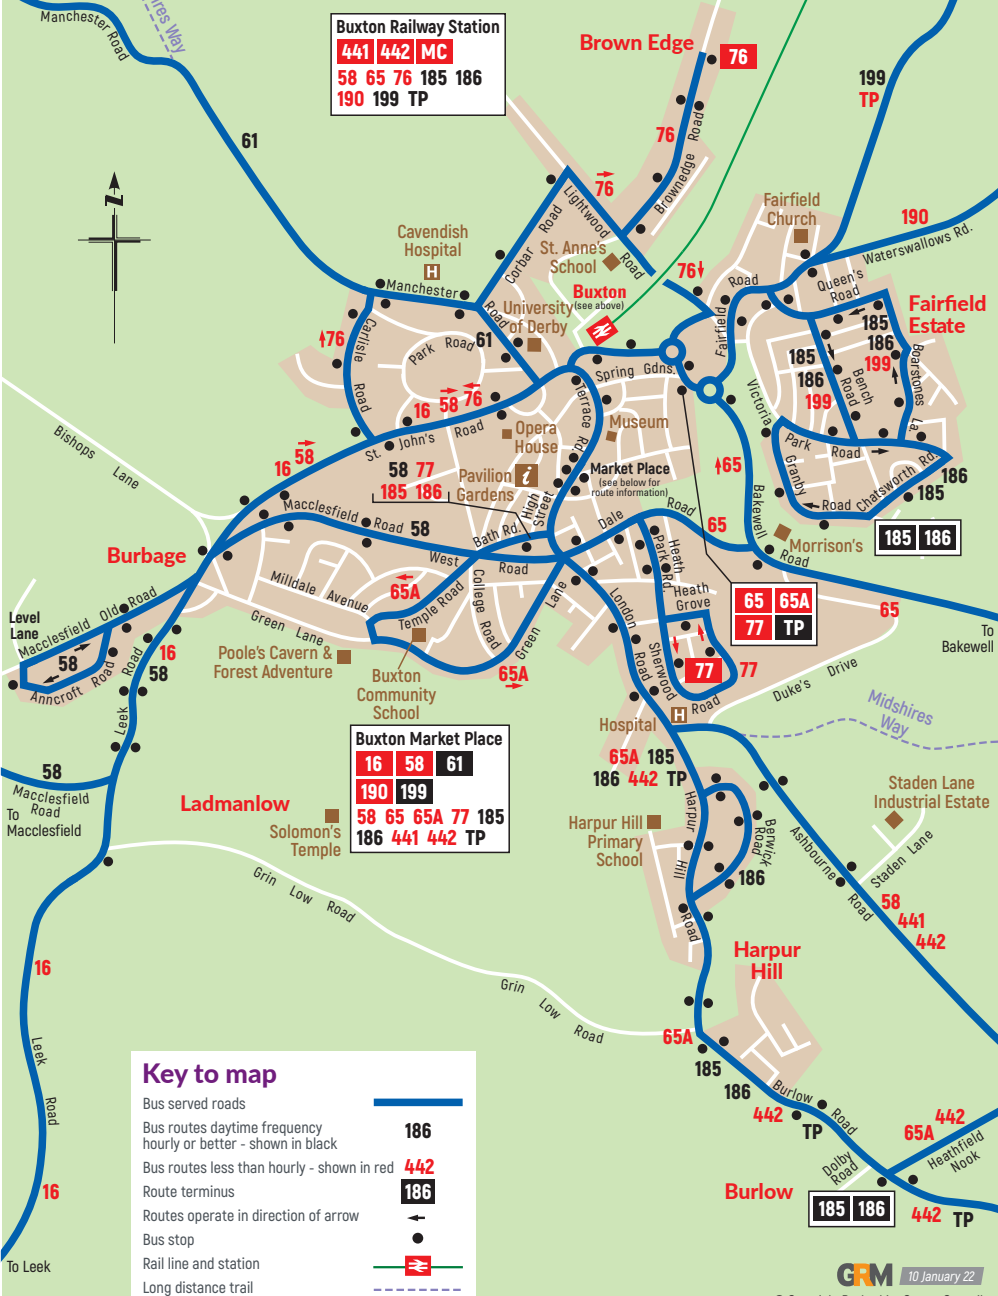 Manchester Road
Midshires Way
Buxton Railway Station
441 442 MC
58 65 76 185 186
190 199 TP
Brown Edge
76
76
Brownedge Road
199
TP
61
N
76
Lightwood Road
Corbar Road
Cavendish
Hospital
H
St. Anne's
School
Fairfield
Church
190
Waterswallows Rd.
Manchester Road
Buxton
(see above)
76
Fairfield Road
Queen's
Road
Fairfield
Estate
University
of Derby
61
76
Carlisle Road
Park Road
Spring Gdns.
Terrace Rd.
185
186
199
Boarstones La.
185
186
199
Bench Road
Victoria
Park Road
Granby Road
Chatsworth Rd.
186
185
185 186
16 58 76
St. John's Road
Opera
House
Museum
Bishops Lane
16 58
58 77
185 186
Pavilion
Gardens
i
Market Place
(see below for
route information)
65
Bakewell Road
Morrison's
Macclesfield Road
58
High Street
Bath Rd.
Dale Road
65
Burbage
West Road
Heath Park Rd.
Heath
Grove
65 65A
77 TP
65
To
Bakewell
Milldale Avenue
65A
Temple Road
College Road
Green Lane
London Road
Green Lane
Level
Lane
Macclesfield Old Road
58
Anncroft Road
16
58
Leek Road
Poole's Cavern &
Forest Adventure
Buxton
Community
School
65A
Sherwood Road
77
77
Duke's Drive
Hospital
H
Midshires
Way
58
Macclesfield
Road
To
Macclesfield
Ladmanlow
Solomon's
Temple
Buxton Market Place
16 58 61
190 199
58 65 65A 77 185
186 441 442 TP
65A 185
186 442 TP
Harpur Hill Road
Harpur Hill
Primary
School
Berwick Road
186
Ashbourne Road
Staden Lane
Industrial Estate
Staden Lane
58
441
442
Grin Low Road
16
Harpur
Hill
Grin Low Road
65A
185
186
442
TP
Burlow Road
Leek Road
16
To Leek
Dolby
Road
442
65A
Heathfield
Nook
Burlow
185 186
442 TP
Key to map
Bus served roads
Bus routes daytime frequency
hourly or better - shown in black
186
Bus routes less than hourly - shown in red 442
Route terminus 186
Routes operate in direction of arrow
Bus stop
Rail line and station
Long distance trail
GRM 10 January 22